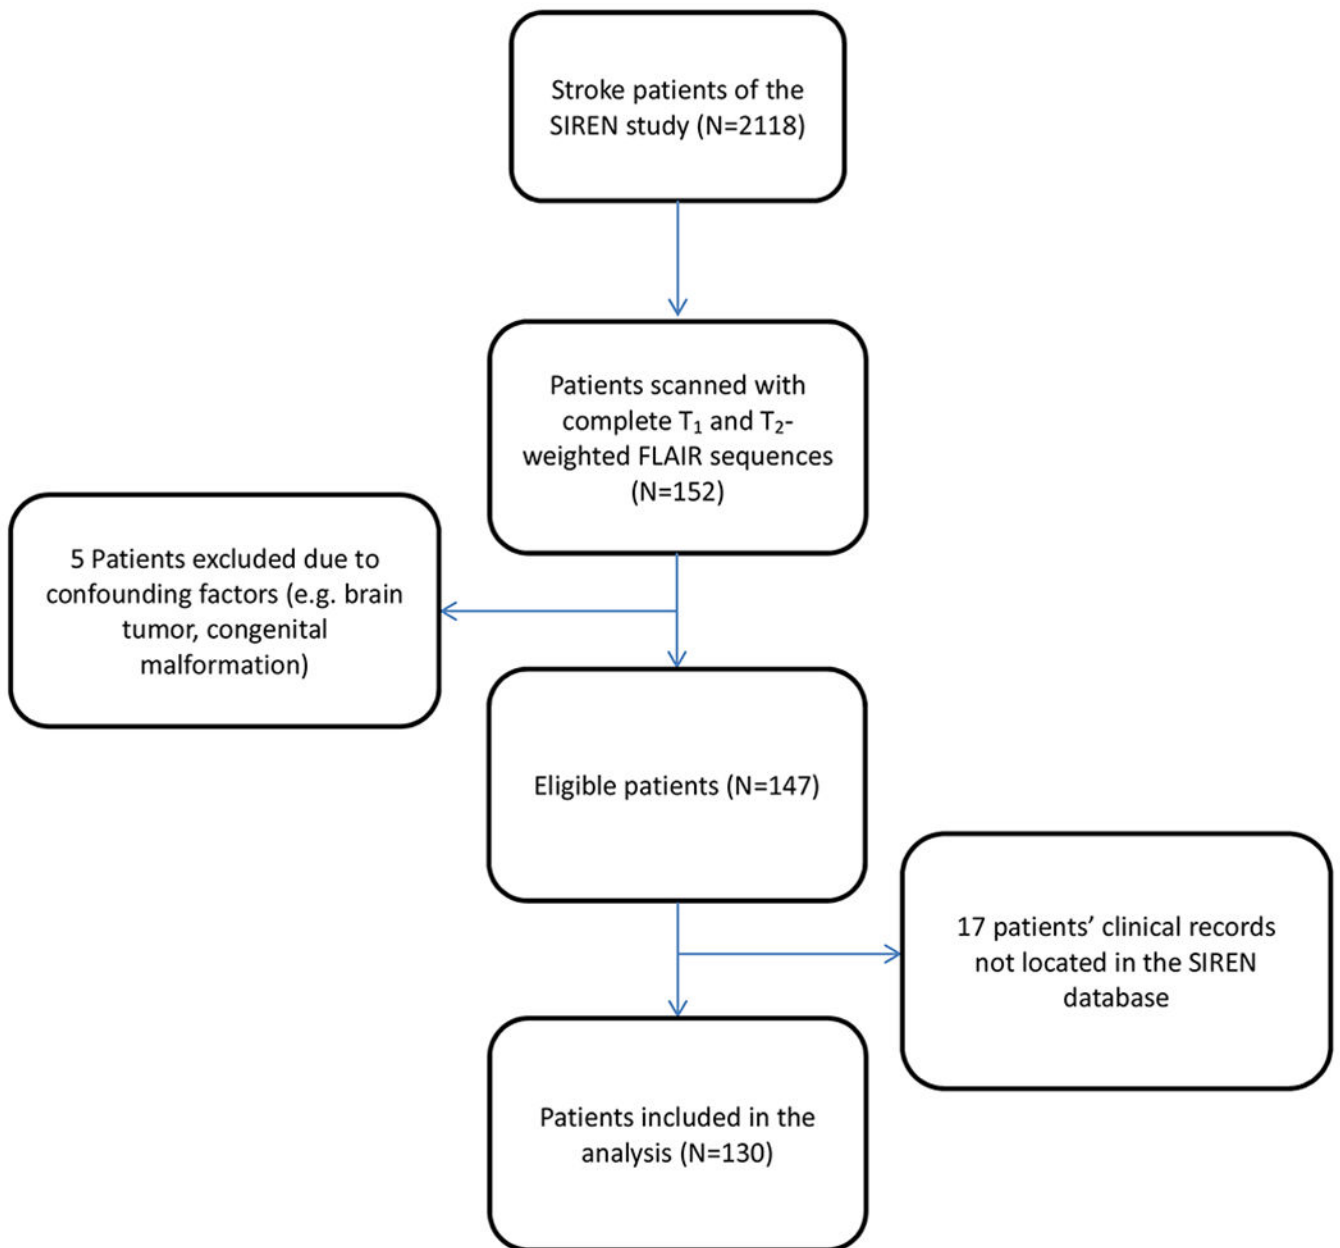 Stroke patients of the
SIREN study (N=2118)
Patients scanned with
complete T₁ and T₂-
weighted FLAIR sequences
(N=152)
5 Patients excluded due to
confounding factors (e.g. brain
tumor, congenital
malformation)
Eligible patients (N=147)
17 patients’ clinical records
not located in the SIREN
database
Patients included in the
analysis (N=130)